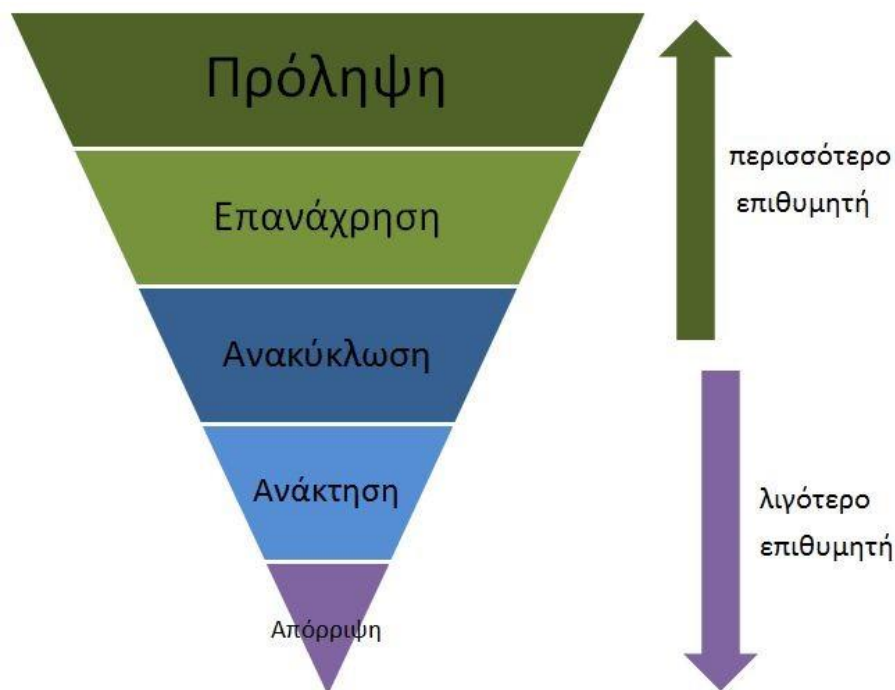 Πρόληψη
Επανάχρηση
Ανακύκλωση
Ανάκτηση
Απόρριψη
περισσότερο
επιθυμητή
λιγότερο
επιθυμητή